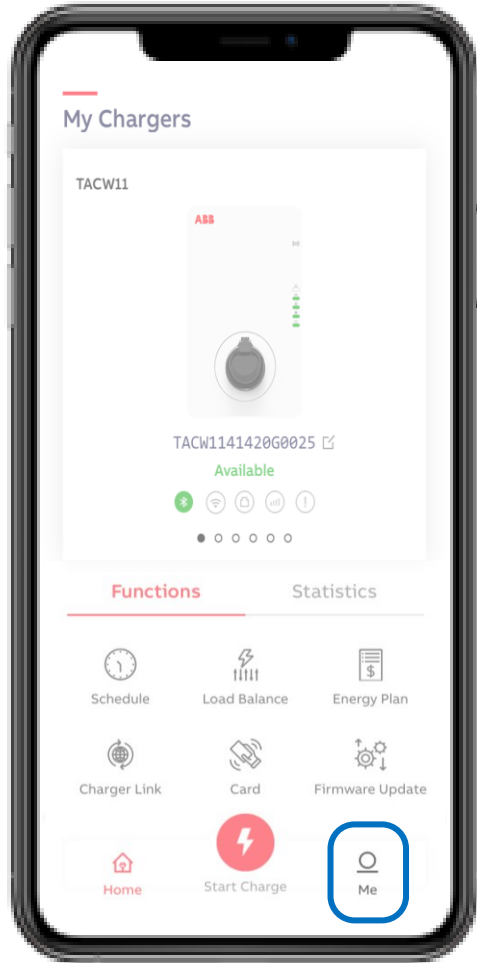 My Chargers
TACW11
ABB
TACW1141420G0025
Available
Functions Statistics
Schedule Load Balance Energy Plan
Charger Link Card Firmware Update
Home Start Charge Me